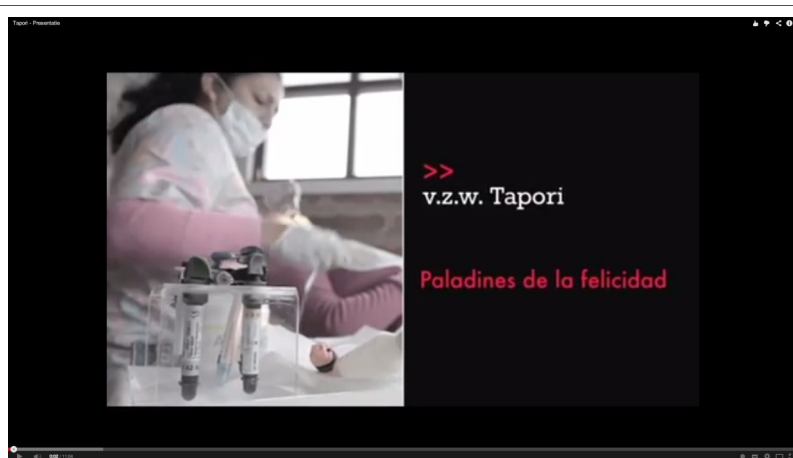 Tapori - Presentatie
>>
v.z.w. Tapori
Paladines de la felicidad